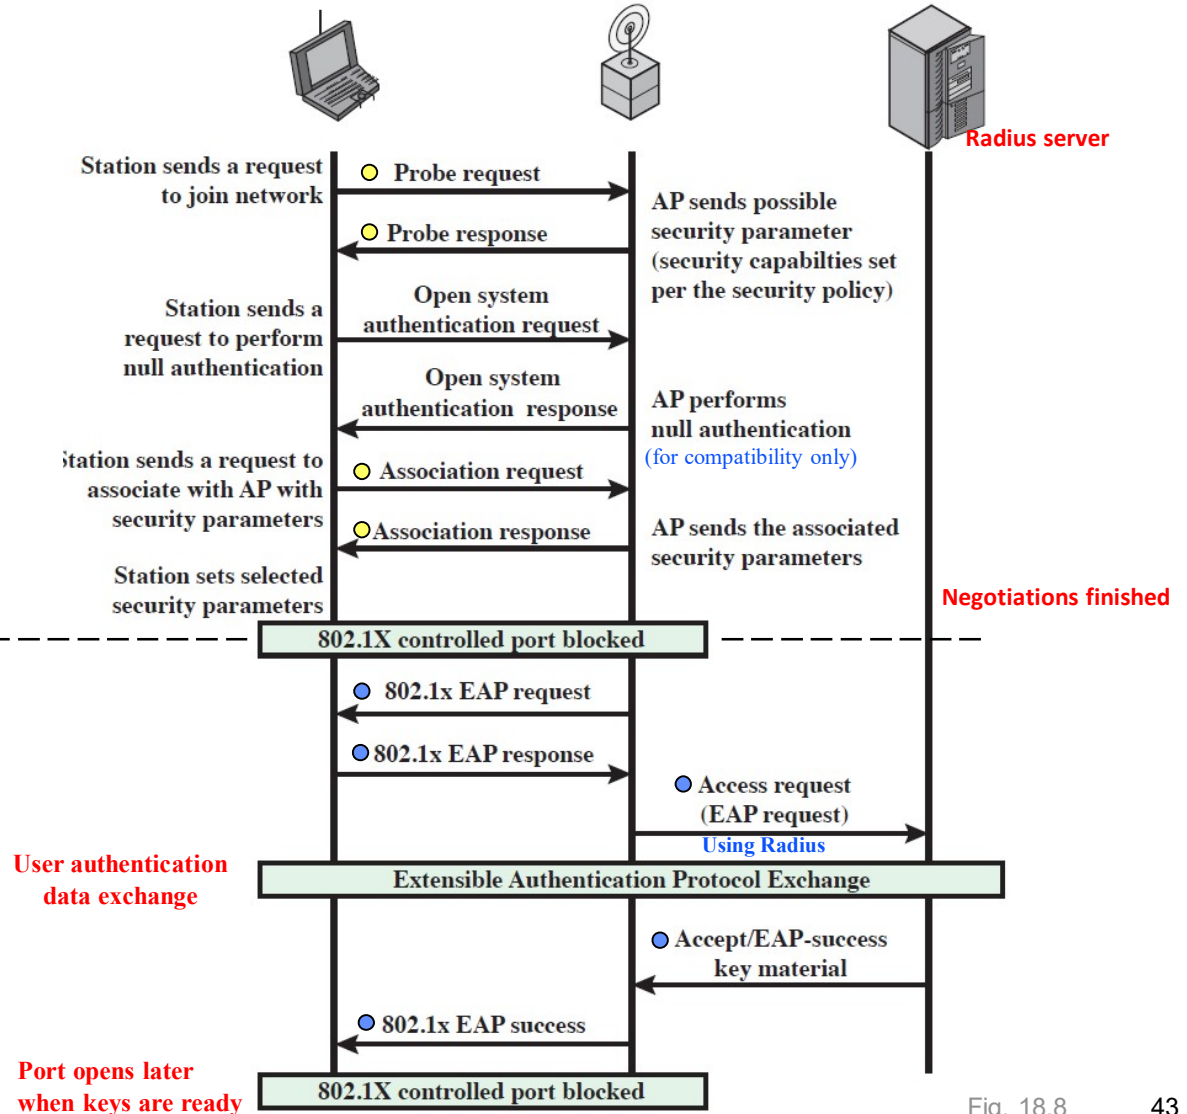 Radius server
Station sends a request
to join network
Probe request
AP sends possible
security parameter
(security capabilties set
per the security policy)
Probe response
Station sends a
request to perform
null authentication
Open system
authentication request
Open system
authentication response
AP performs
null authentication
(for compatibility only)
Station sends a request to
associate with AP with
security parameters
Association request
Association response
AP sends the associated
security parameters
Station sets selected
security parameters
Negotiations finished
802.1X controlled port blocked
802.1x EAP request
802.1x EAP response
Access request
(EAP request)
Using Radius
User authentication
data exchange
Extensible Authentication Protocol Exchange
Accept/EAP-success
key material
802.1x EAP success
Port opens later
when keys are ready
802.1X controlled port blocked
Fig. 18.8
43